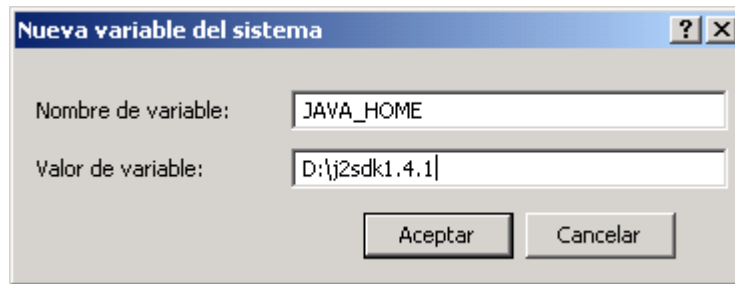 Nueva variable del sistema
Nombre de variable: JAVA_HOME
Valor de variable: D:\j2sdk1.4.1
Aceptar Cancelar